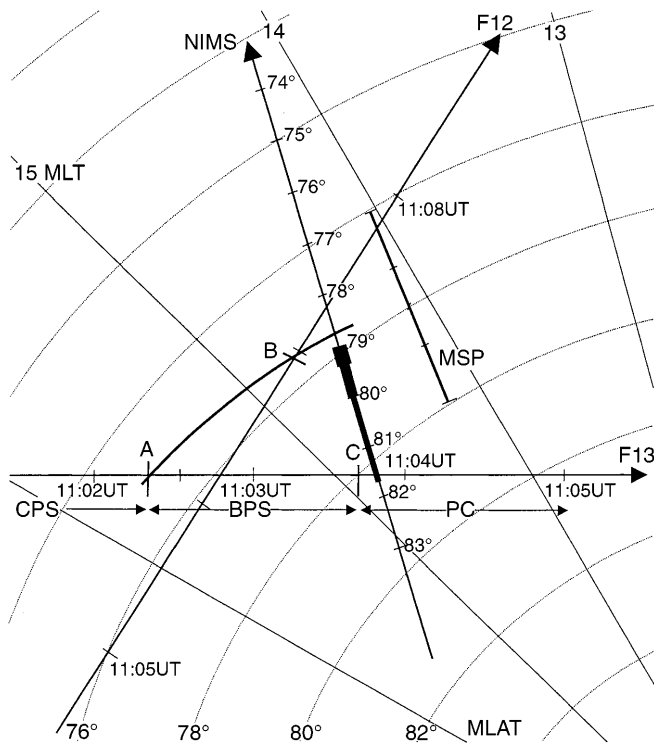 F12
14
13
NIMS
74°
75°
15 MLT
76°
11:08UT
77°
78°
79°
B
MSP
80°
A
C
81°
11:04UT
F13
11:02UT
11:03UT
82°
11:05UT
CPS
BPS
PC
83°
11:05UT
76°
78°
80°
82°
MLAT